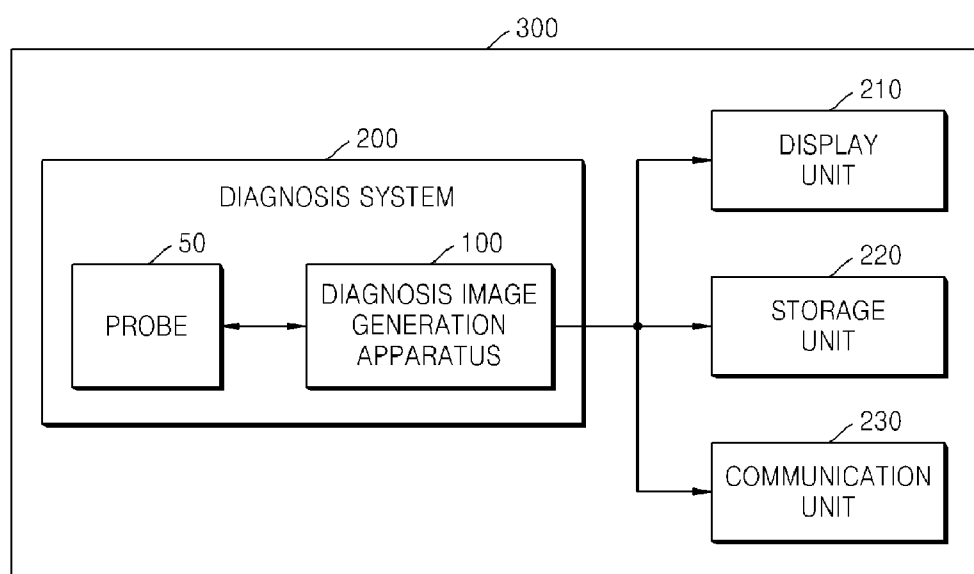 300
200
DIAGNOSIS SYSTEM
50
PROBE
100
DIAGNOSIS IMAGE
GENERATION
APPARATUS
210
DISPLAY
UNIT
220
STORAGE
UNIT
230
COMMUNICATION
UNIT